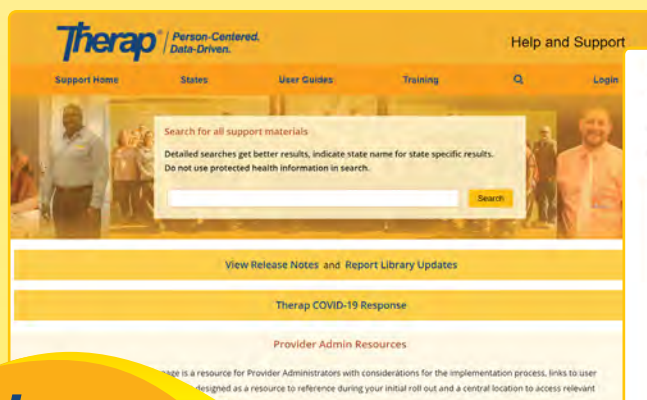 Therap® Person-Centered.
Data-Driven.
Help and Support
Support Home States User Guides Training Login
Search for all support materials
Detailed searches get better results, indicate state name for state specific results.
Do not use protected health information in search.
Search
View Release Notes and Report Library Updates
Therap COVID-19 Response
Provider Admin Resources
page is a resource for Provider Administrators with considerations for the implementation process, links to user
designed as a resource to reference during your initial roll out and a central location to access relevant